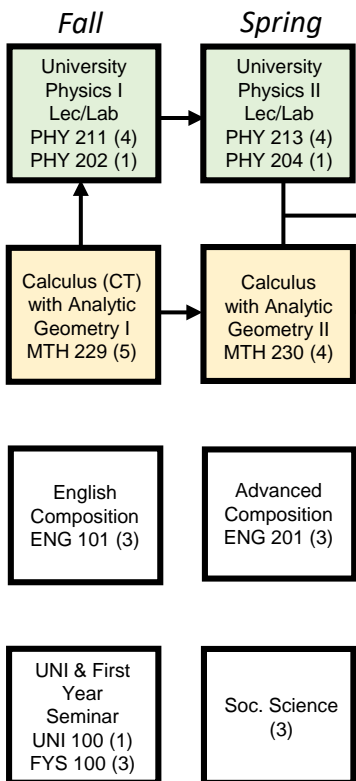 Fall
Spring
University
Physics I
Lec/Lab
PHY 211 (4)
PHY 202 (1)
University
Physics II
Lec/Lab
PHY 213 (4)
PHY 204 (1)
Calculus (CT)
with Analytic
Geometry I
MTH 229 (5)
Calculus
with Analytic
Geometry II
MTH 230 (4)
English
Composition
ENG 101 (3)
Advanced
Composition
ENG 201 (3)
UNI & First
Year
Seminar
UNI 100 (1)
FYS 100 (3)
Soc. Science
(3)